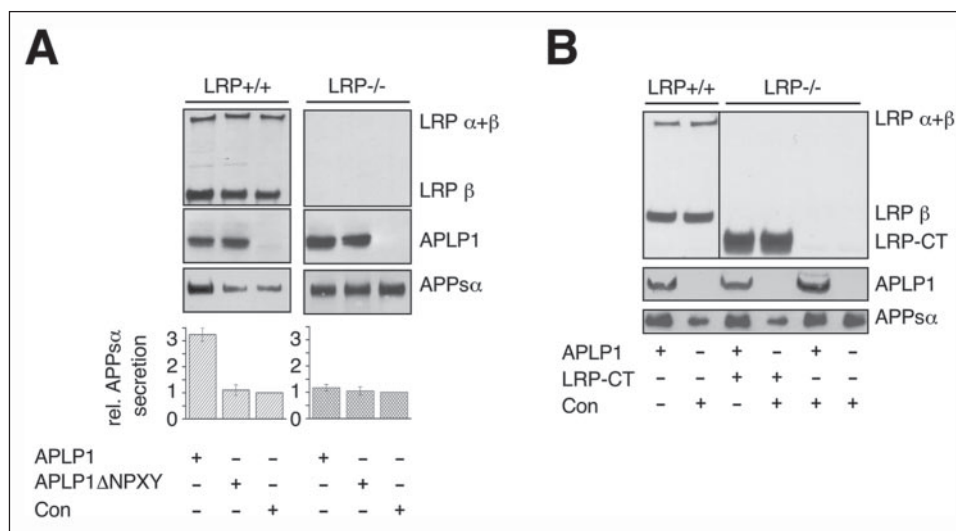 A
LRP+/+ LRP-/-
LRP α+β
LRP β
APLP1
APPsα
rel. APPsα
secretion
3
2
1
0
3
2
1
0
APLP1 + – – + – –
APLP1ΔNPXY – + – – + –
Con – – + – – +
B
LRP+/+ LRP-/-
LRP α+β
LRP β
LRP-CT
APLP1
APPsα
APLP1 + – + – + –
LRP-CT – – + + – –
Con – + – + + +